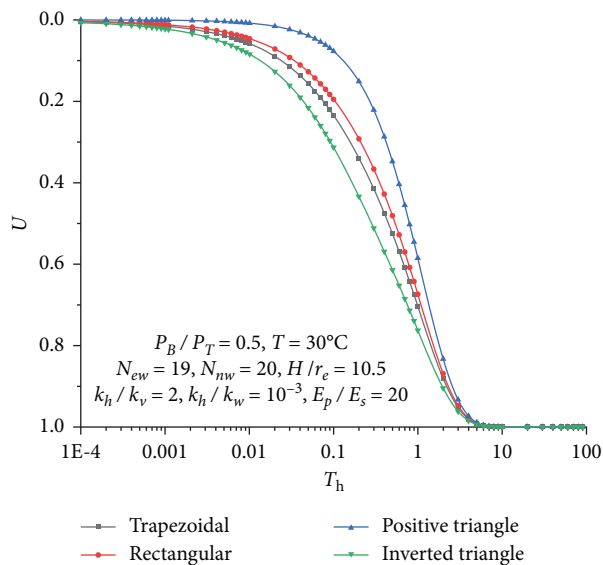 0.0
0.2
0.4
0.6
0.8
1.0
U
P_B / P_T = 0.5, T = 30°C
N_ew = 19, N_nw = 20, H / r_e = 10.5
k_h / k_v = 2, k_h / k_w = 10⁻³, E_p / E_s = 20
1E-4 0.001 0.01 0.1 1 10 100
T_h
Trapezoidal Positive triangle
Rectangular Inverted triangle